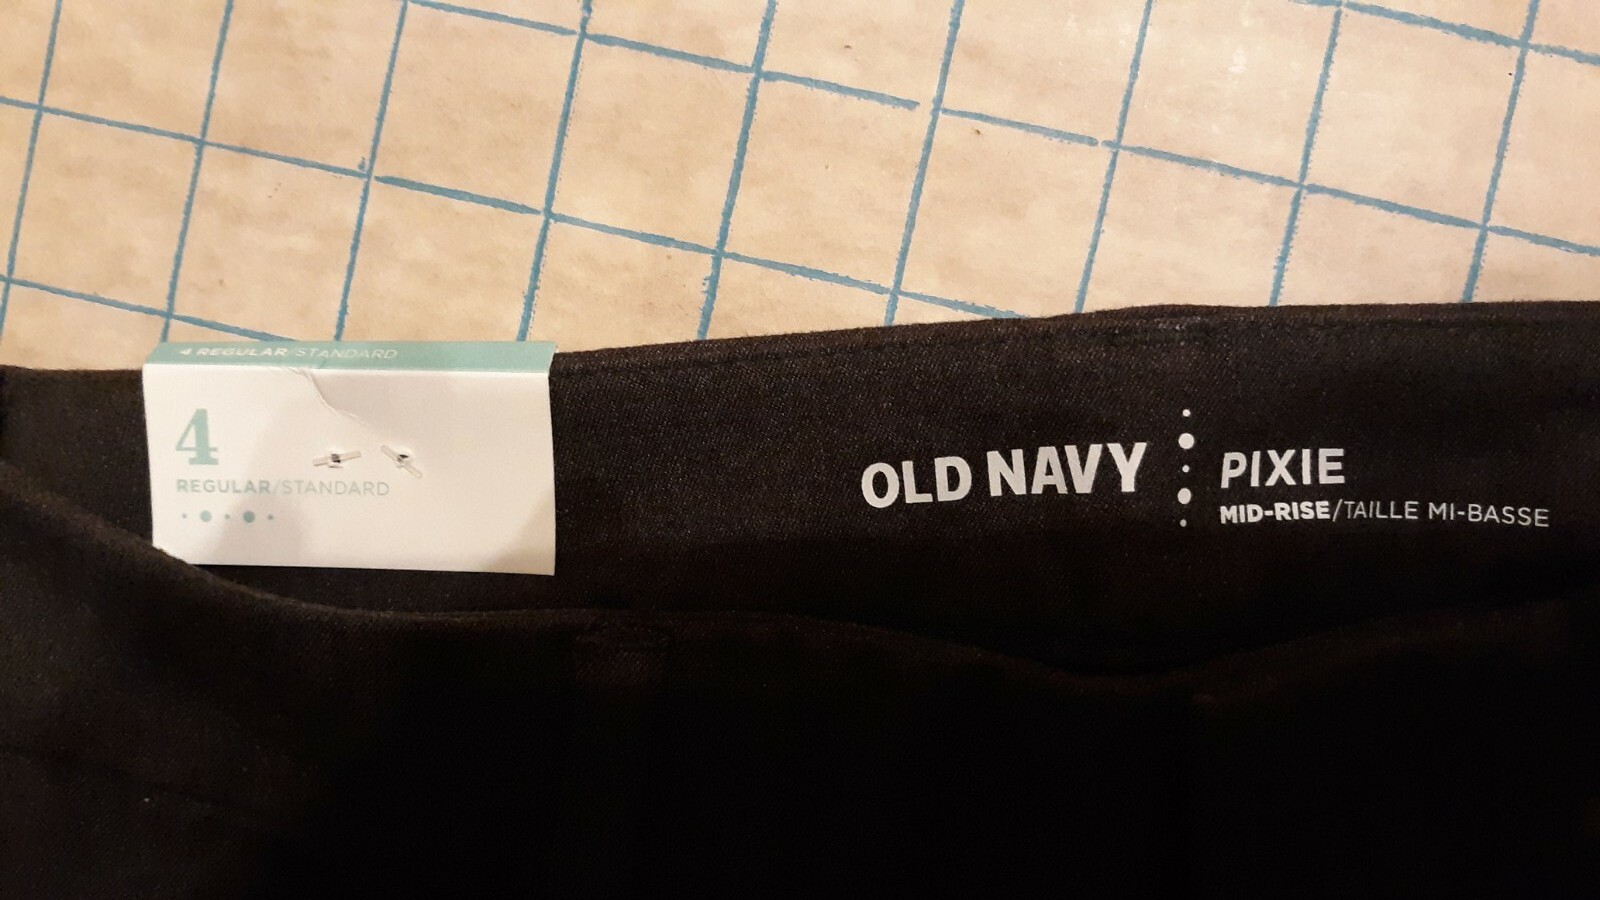 4 REGULAR/STANDARD
4
REGULAR/STANDARD
OLD NAVY
PIXIE
MID-RISE/TAILLE MI-BASSE